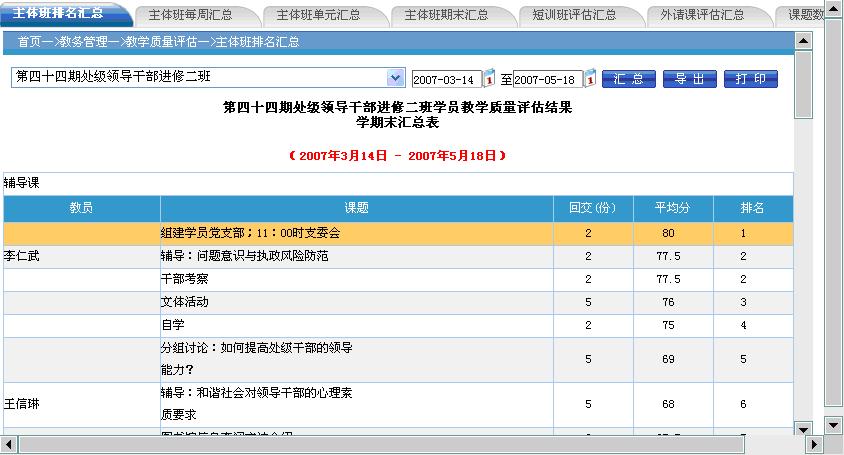 主体班排名汇总 主体班每周汇总 主体班单元汇总 主体班期末汇总 短训班评估汇总 外请课评估汇总 课题数
首页—>教务管理—>教学质量评估—>主体班排名汇总
第四十四期处级领导干部进修二班 2007-03-14 至 2007-05-18 汇 总 导 出 打 印
第四十四期处级领导干部进修二班学员教学质量评估结果
学期末汇总表
(2007年3月14日 - 2007年5月18日)
辅导课
教员 课题 回交(份) 平均分 排名
组建学员党支部；11：00时支委会 2 80 1
李仁武 辅导：问题意识与执政风险防范 2 77.5 2
干部考察 2 77.5 2
文体活动 5 76 3
自学 2 75 4
分组讨论：如何提高处级干部的领导
能力？ 5 69 5
王信琳 辅导：和谐社会对领导干部的心理素
质要求 5 68 6